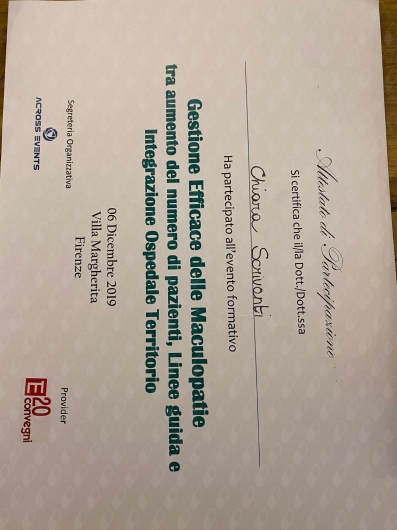 Attestato di Partecipazione
Si certifica che il/la Dott./Dott.ssa
Chiara Scrivanti
Ha partecipato all'evento formativo
Gestione Efficace delle Maculopatie
tra aumento del numero di pazienti, Linee guida e
Integrazione Ospedale Territorio
06 Dicembre 2019
Villa Margherita
Firenze
Segreteria Organizzativa
ACROSS EVENTS
Provider
E20
convegni